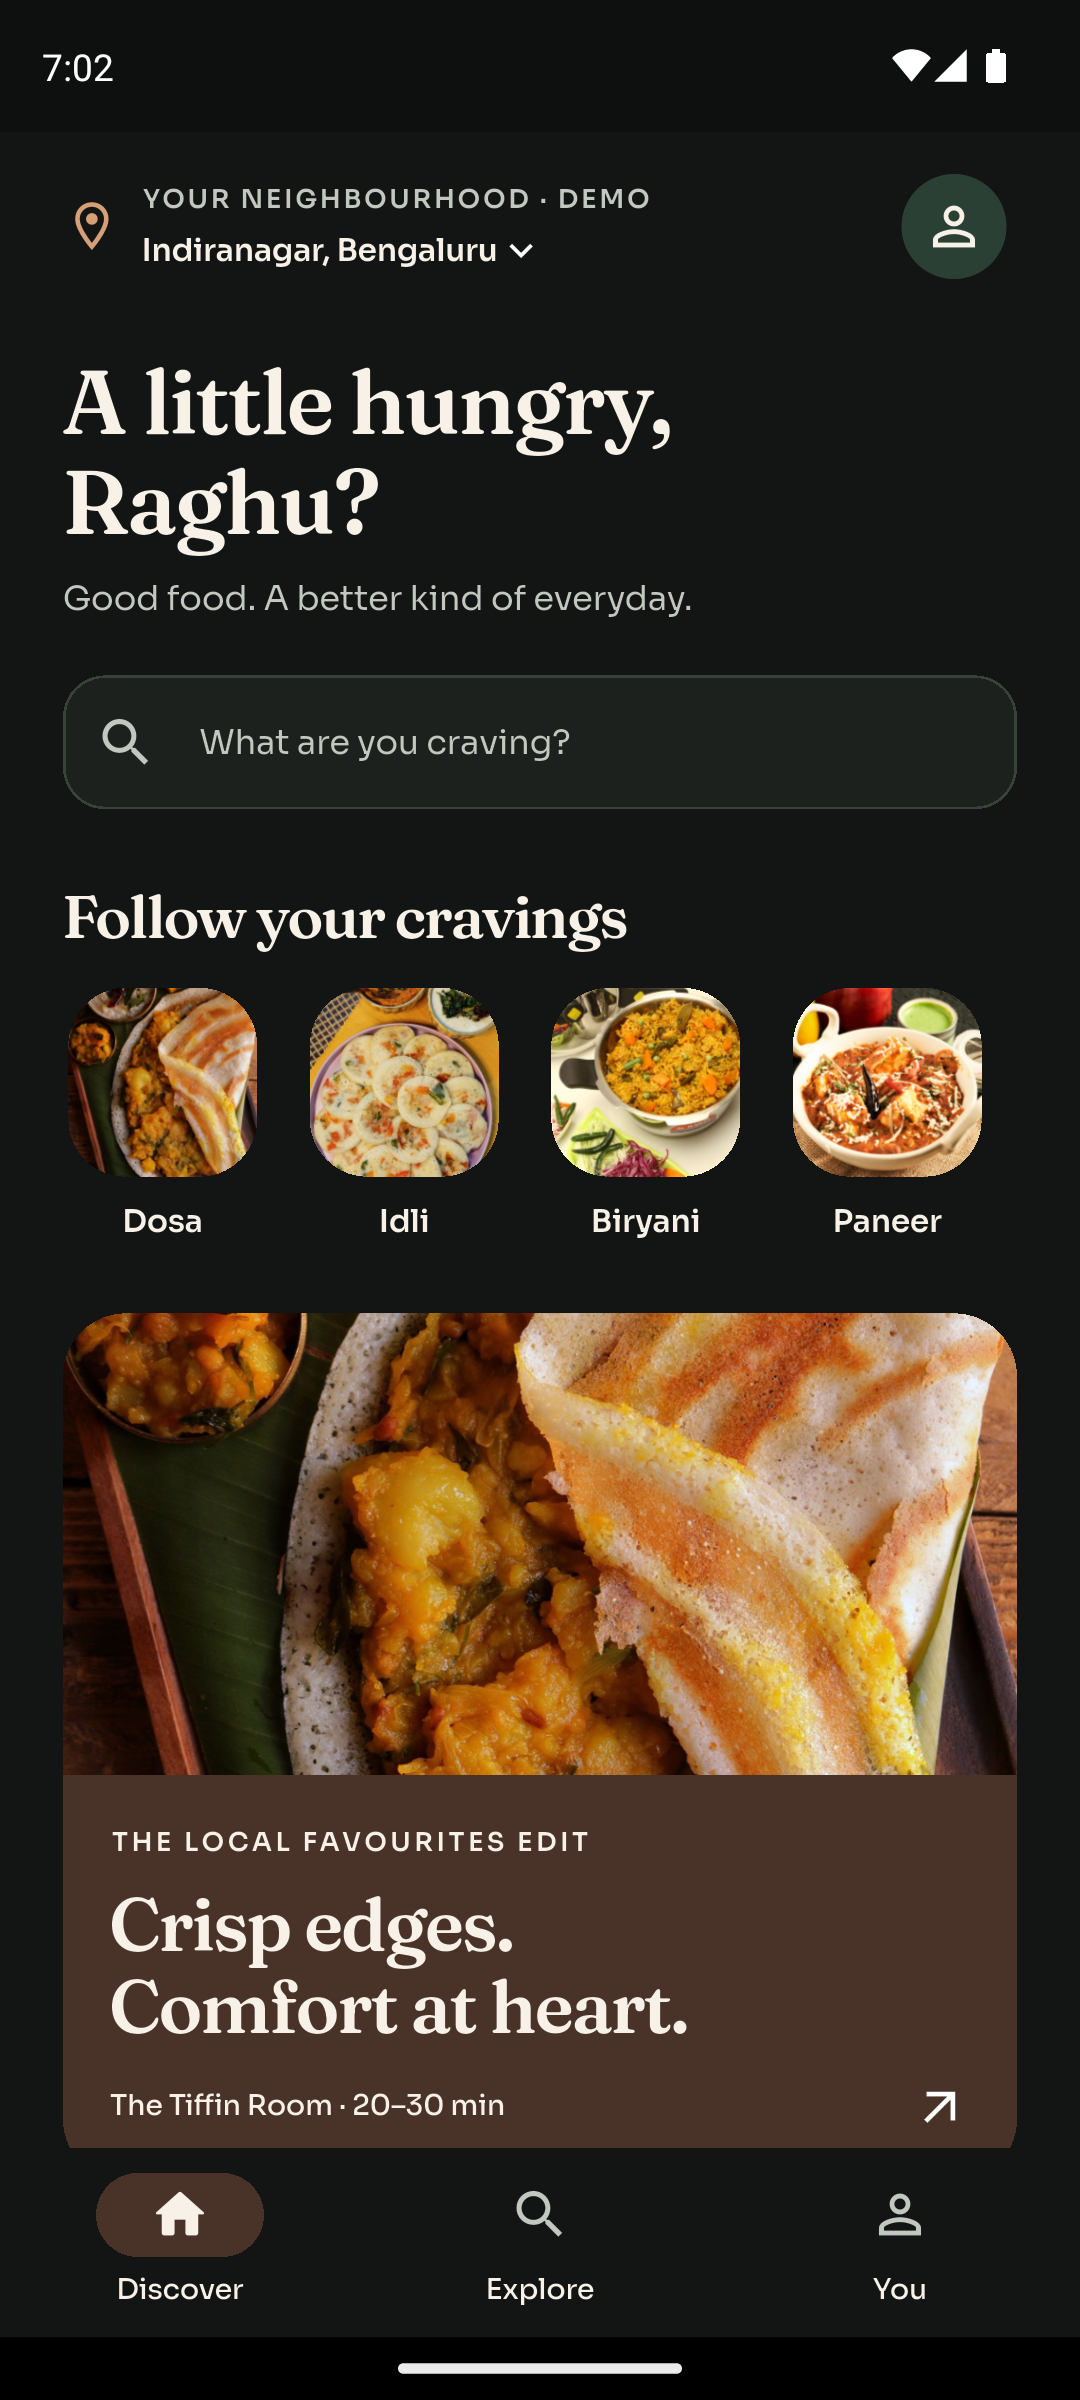 7:02
YOUR NEIGHBOURHOOD · DEMO
Indiranagar, Bengaluru
A little hungry,
Raghu?
Good food. A better kind of everyday.
What are you craving?
Follow your cravings
Dosa
Idli
Biryani
Paneer
THE LOCAL FAVOURITES EDIT
Crisp edges.
Comfort at heart.
The Tiffin Room · 20–30 min
Discover
Explore
You